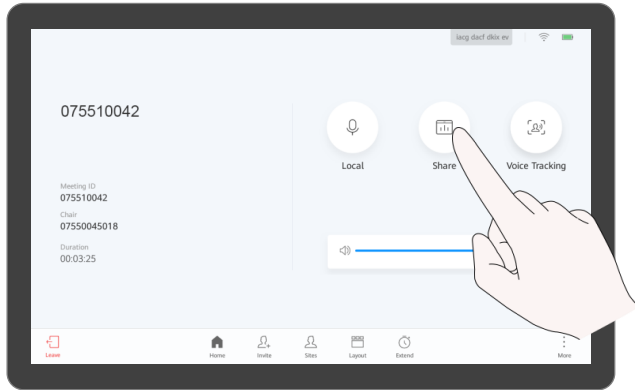 iacg dacf dkix ev
075510042
Local
Share
Voice Tracking
Meeting ID
075510042
Chair
07550045018
Duration
00:03:25
Leave
Home
Invite
Sites
Layout
Extend
More